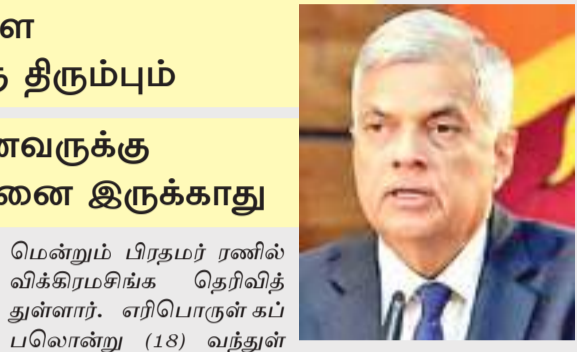 ள
திரும்பும்
னவருக்கு
னை இருக்காது
மென்றும் பிரதமர் ரணில்
விக்கிரமசிங்க தெரிவித்
துள்ளார். எரிபொருள் கப்
பலொன்று (18) வந்துள்